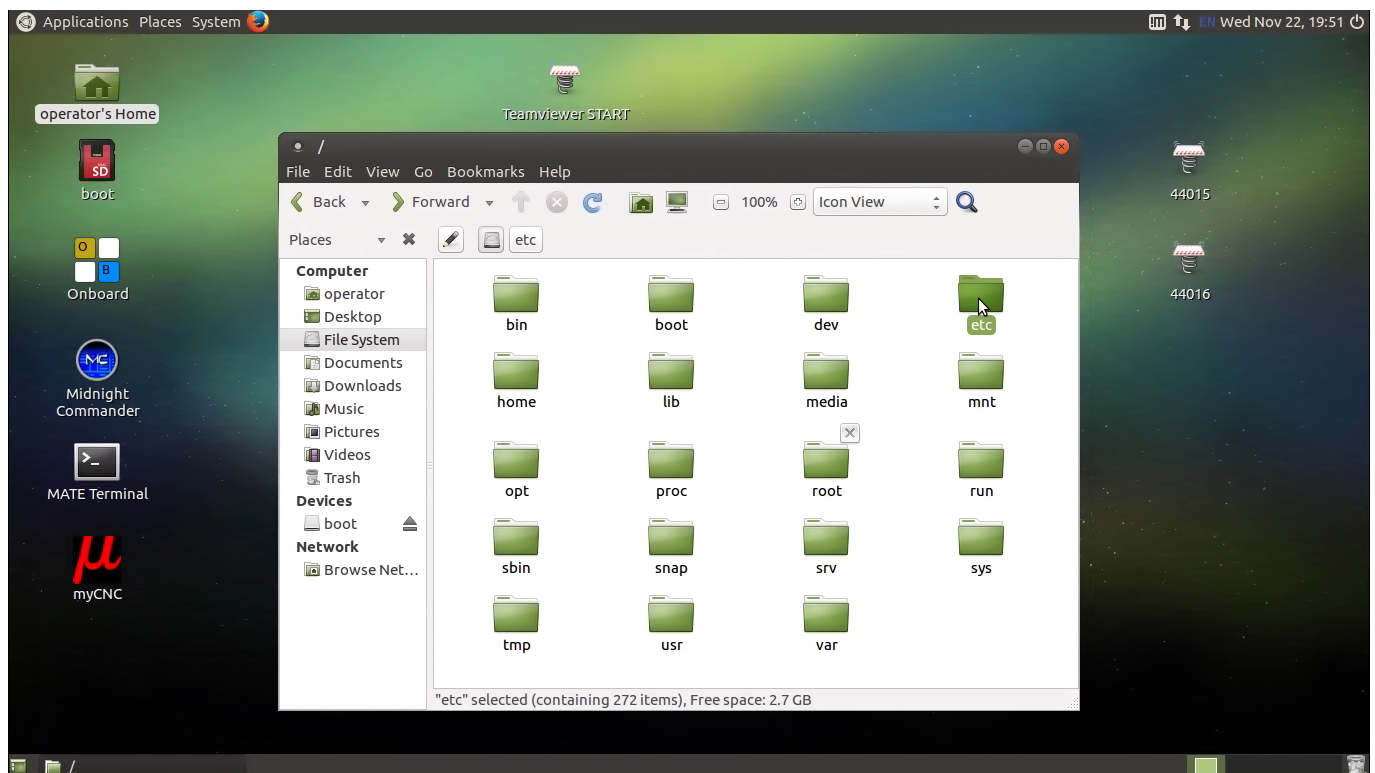 Applications Places System EN Wed Nov 22, 19:51
operator's Home
boot
SD
Onboard
O
B
Midnight
Commander
MC
MATE Terminal
>_
myCNC
μ
Teamviewer START
44015
44016
/
File Edit View Go Bookmarks Help
Back Forward 100% Icon View
Places etc
Computer
operator
Desktop
File System
Documents
Downloads
Music
Pictures
Videos
Trash
Devices
boot
Network
Browse Net...
bin boot dev etc
home lib media mnt
opt proc root run
sbin snap srv sys
tmp usr var
"etc" selected (containing 272 items), Free space: 2.7 GB
/